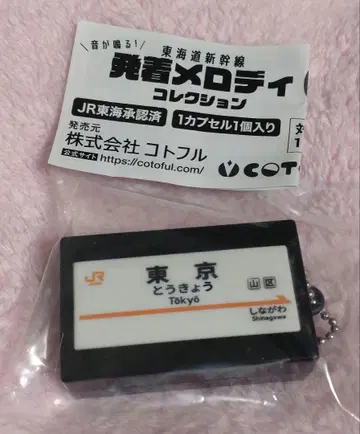 音が鳴る!
東海道新幹線
発着メロディ
コレクション
JR東海承認済
1カプセル1個入り
発売元
株式会社 コトフル
公式サイト https://cotoful.com/
COT
対
1
JR
東京
とうきょう
Tōkyō
山 区
しながわ
Shinagawa